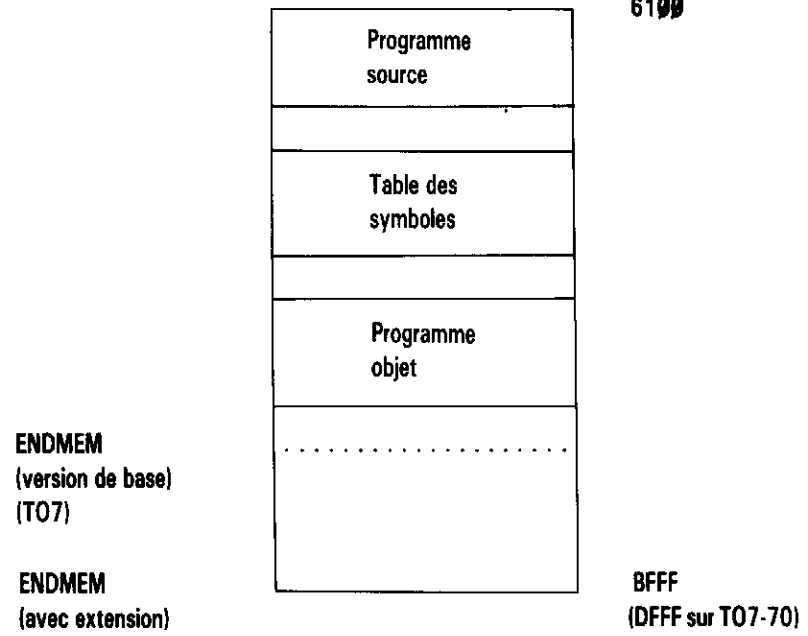 6100
Programme
source
Table des
symboles
Programme
objet
ENDMEM
(version de base)
(TO7)
ENDMEM
(avec extension)
BFFF
(DFFF sur TO7-70)